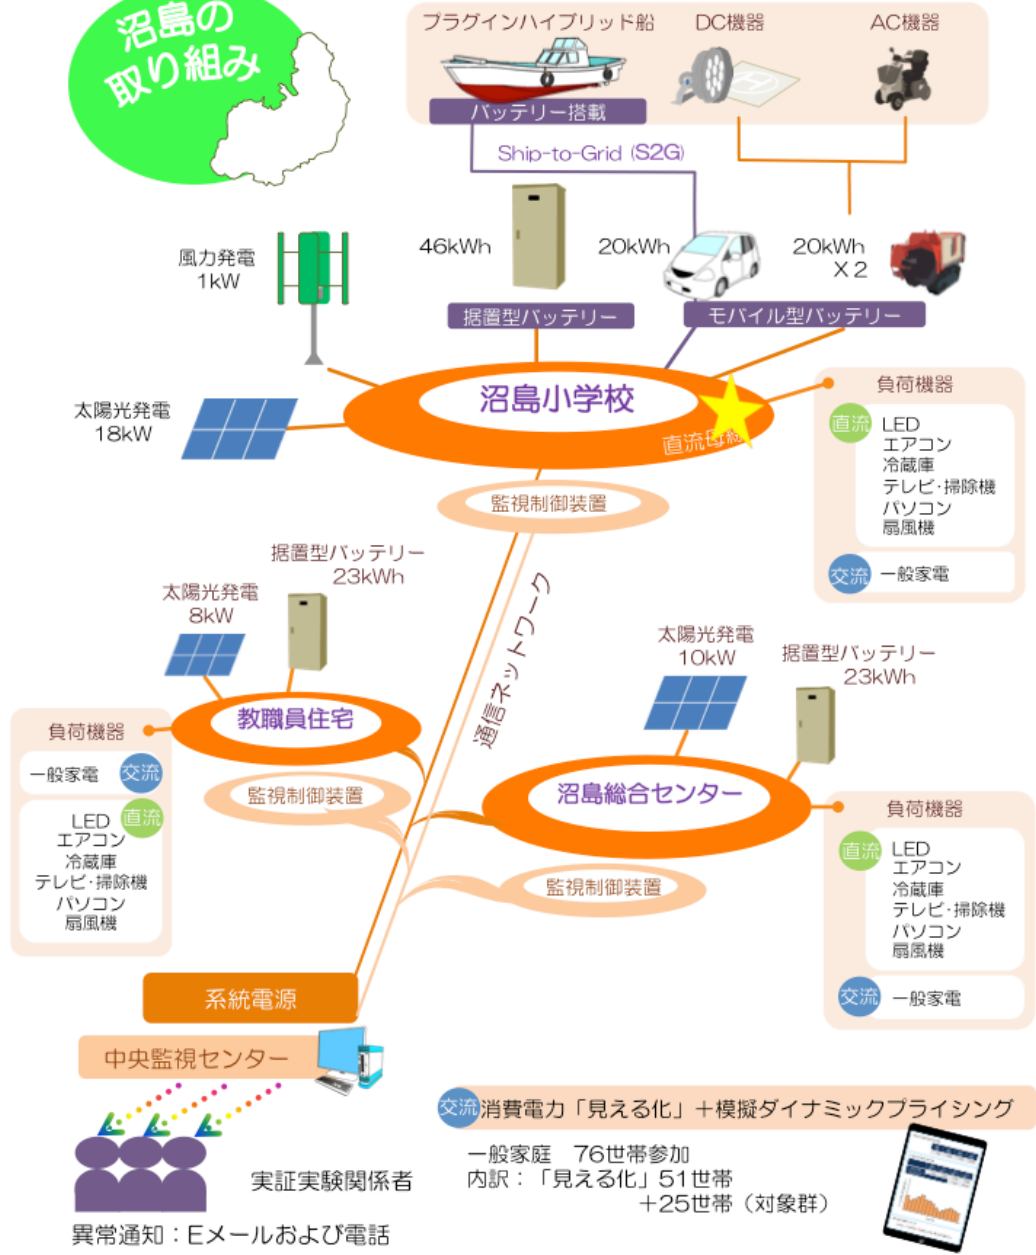 沼島の
取り組み
プラグインハイブリッド船
DC機器
AC機器
バッテリー搭載
Ship-to-Grid (S2G)
風力発電
1kW
46kWh
20kWh
20kWh
X 2
据置型バッテリー
モバイル型バッテリー
太陽光発電
18kW
沼島小学校
直流母線
負荷機器
直流
LED
エアコン
冷蔵庫
テレビ・掃除機
パソコン
扇風機
交流
一般家電
監視制御装置
通信ネットワーク
据置型バッテリー
23kWh
太陽光発電
8kW
教職員住宅
監視制御装置
負荷機器
一般家電
交流
LED
直流
エアコン
冷蔵庫
テレビ・掃除機
パソコン
扇風機
太陽光発電
10kW
据置型バッテリー
23kWh
沼島総合センター
監視制御装置
負荷機器
直流
LED
エアコン
冷蔵庫
テレビ・掃除機
パソコン
扇風機
交流
一般家電
系統電源
中央監視センター
実証実験関係者
異常通知：Eメールおよび電話
交流
消費電力「見える化」＋模擬ダイナミックプライシング
一般家庭　76世帯参加
内訳：「見える化」51世帯
＋25世帯（対象群）